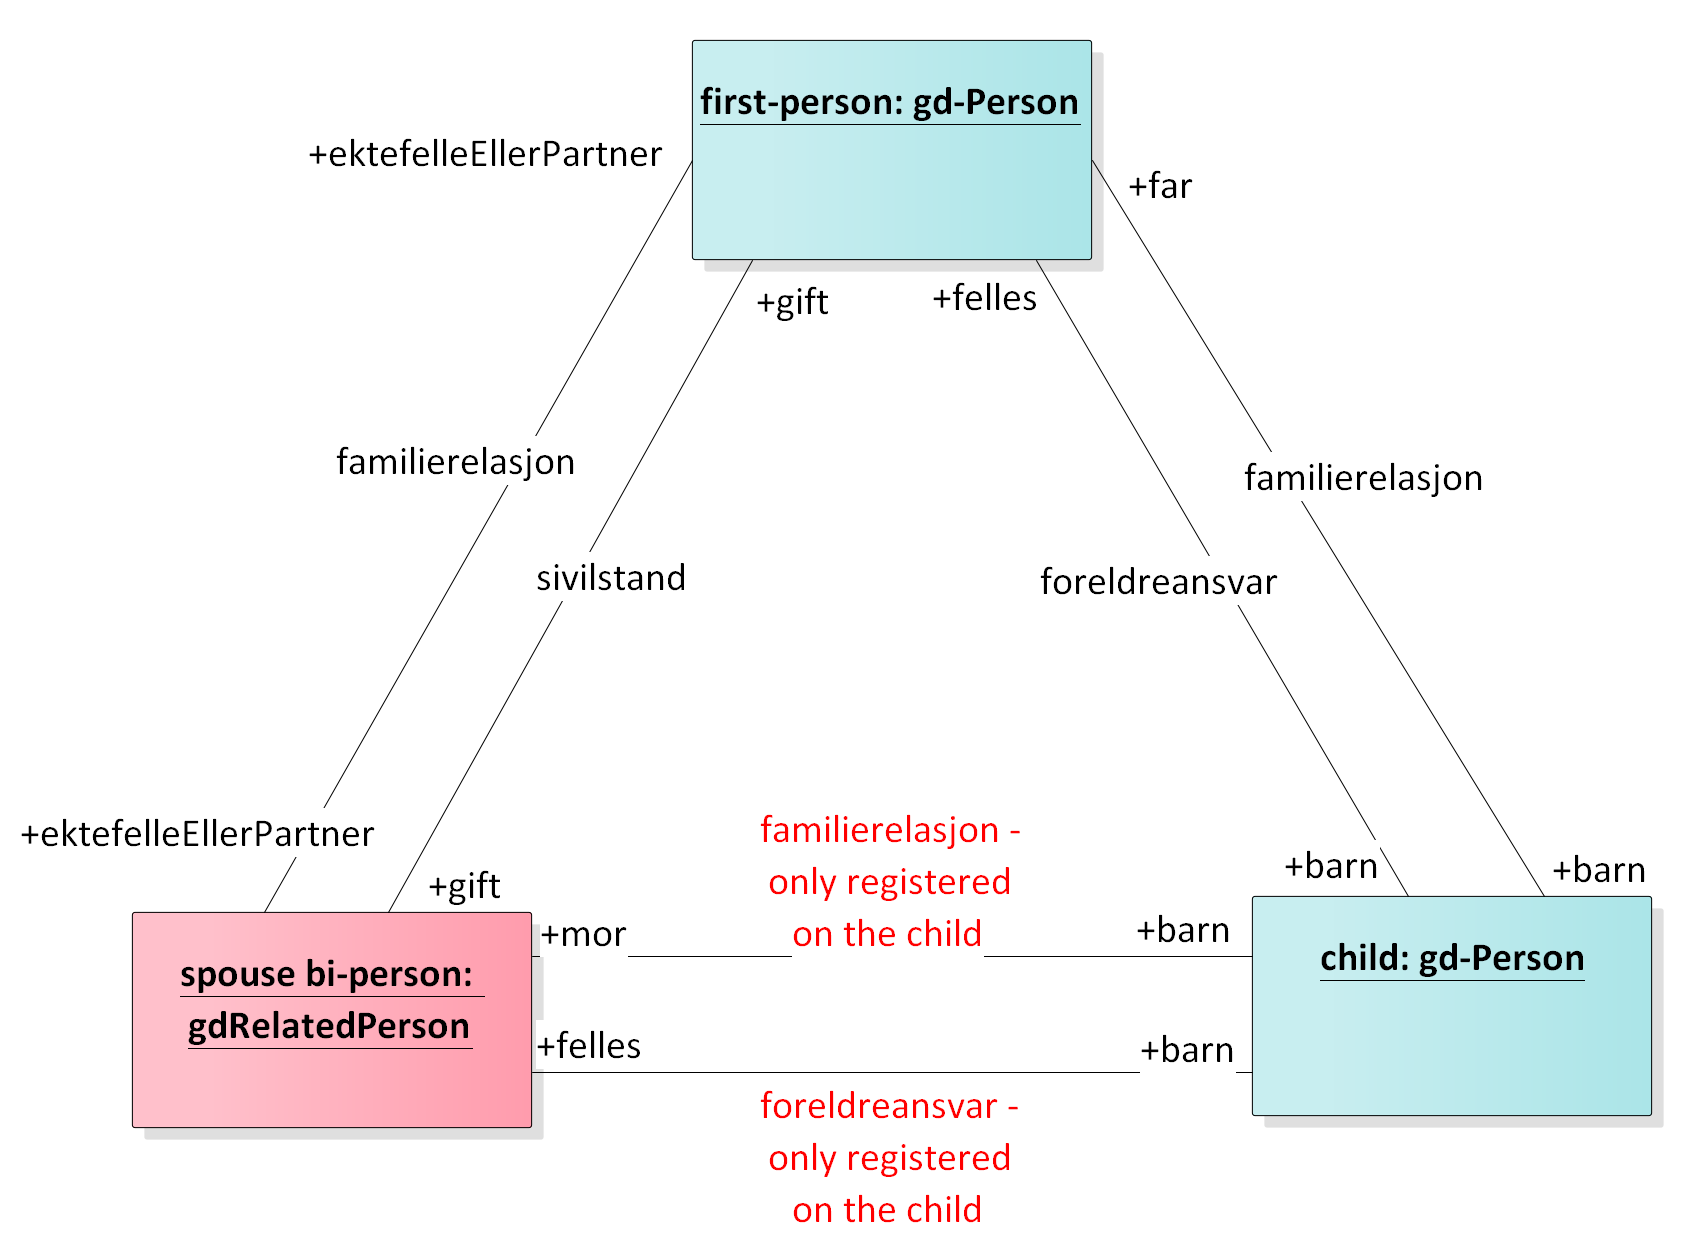 first-person: gd-Person
+ektefelleEllerPartner
+far
+gift
+felles
familierelasjon
familierelasjon
sivilstand
foreldreansvar
+ektefelleEllerPartner
+gift
+barn
+barn
familierelasjon -
only registered
on the child
+mor
+barn
spouse bi-person:
gdRelatedPerson
child: gd-Person
+felles
+barn
foreldreansvar -
only registered
on the child